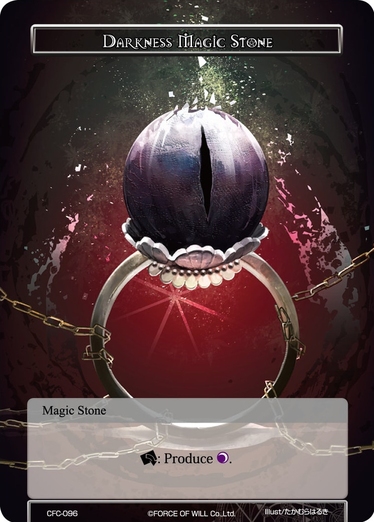 Darkness Magic Stone
Magic Stone
: Produce .
CFC-096 ©FORCE OF WILL Co.,Ltd. Illust/たかむらはるき